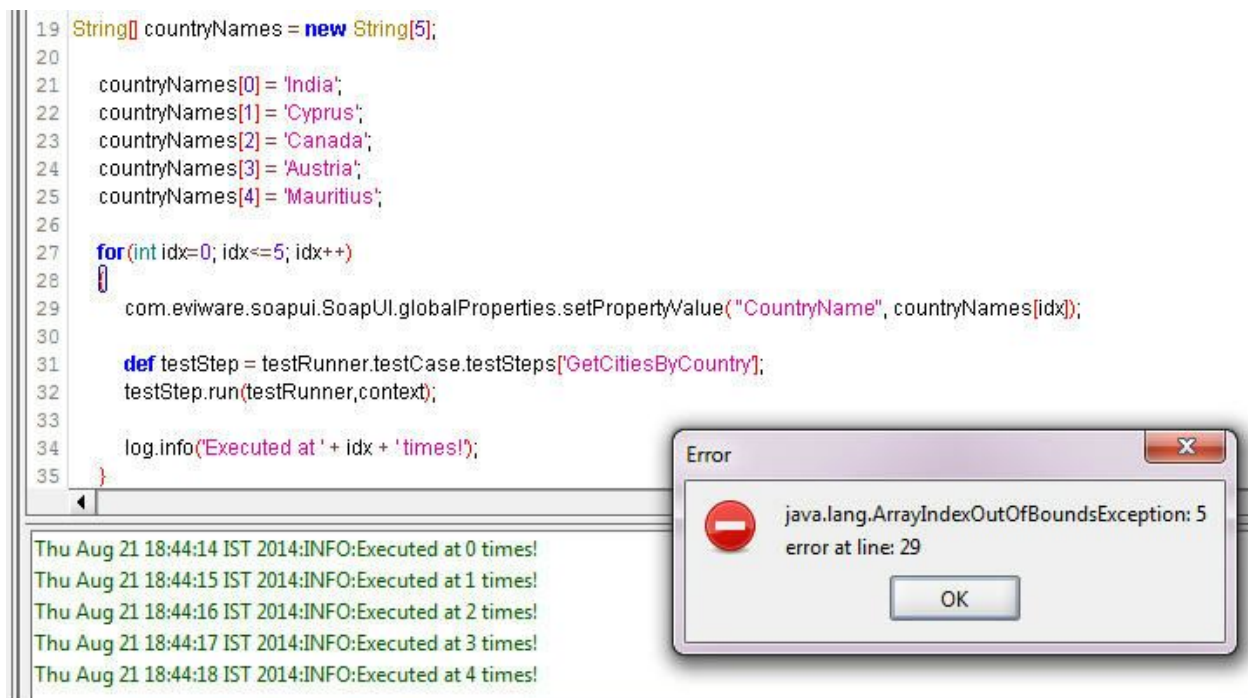 19 String[] countryNames = new String[5];
20
21 countryNames[0] = 'India';
22 countryNames[1] = 'Cyprus';
23 countryNames[2] = 'Canada';
24 countryNames[3] = 'Austria';
25 countryNames[4] = 'Mauritius';
26
27 for(int idx=0; idx<=5; idx++)
28 {
29 com.eviware.soapui.SoapUI.globalProperties.setPropertyValue( "CountryName", countryNames[idx]);
30
31 def testStep = testRunner.testCase.testSteps['GetCitiesByCountry'];
32 testStep.run(testRunner,context);
33
34 log.info('Executed at ' + idx + ' times!');
35 }
Error
java.lang.ArrayIndexOutOfBoundsException: 5
error at line: 29
OK
Thu Aug 21 18:44:14 IST 2014:INFO:Executed at 0 times!
Thu Aug 21 18:44:15 IST 2014:INFO:Executed at 1 times!
Thu Aug 21 18:44:16 IST 2014:INFO:Executed at 2 times!
Thu Aug 21 18:44:17 IST 2014:INFO:Executed at 3 times!
Thu Aug 21 18:44:18 IST 2014:INFO:Executed at 4 times!